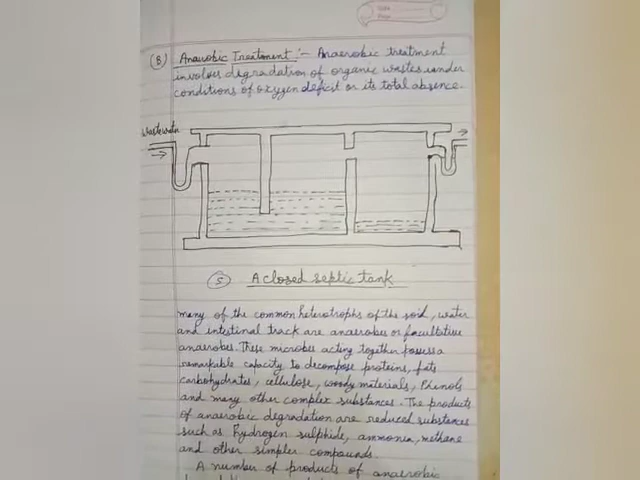 Date
Page
(B) Anaerobic Treatment :- Anaerobic treatment
involves degradation of organic wastes under
conditions of oxygen deficit or its total absence.
Wastewater
(5) A closed septic tank
many of the common heterotrophs of the soil, water
and intestinal track are anaerobes or facultative
anaerobes. These microbes acting together possess a
remarkable capacity to decompose proteins, fats
carbohydrates, cellulose, woody materials, Phenols
and many other complex substances. The products
of anaerobic degradation are reduced substances
such as hydrogen sulphide, ammonia, methane
and other simpler compounds.
A number of products of anaerobic